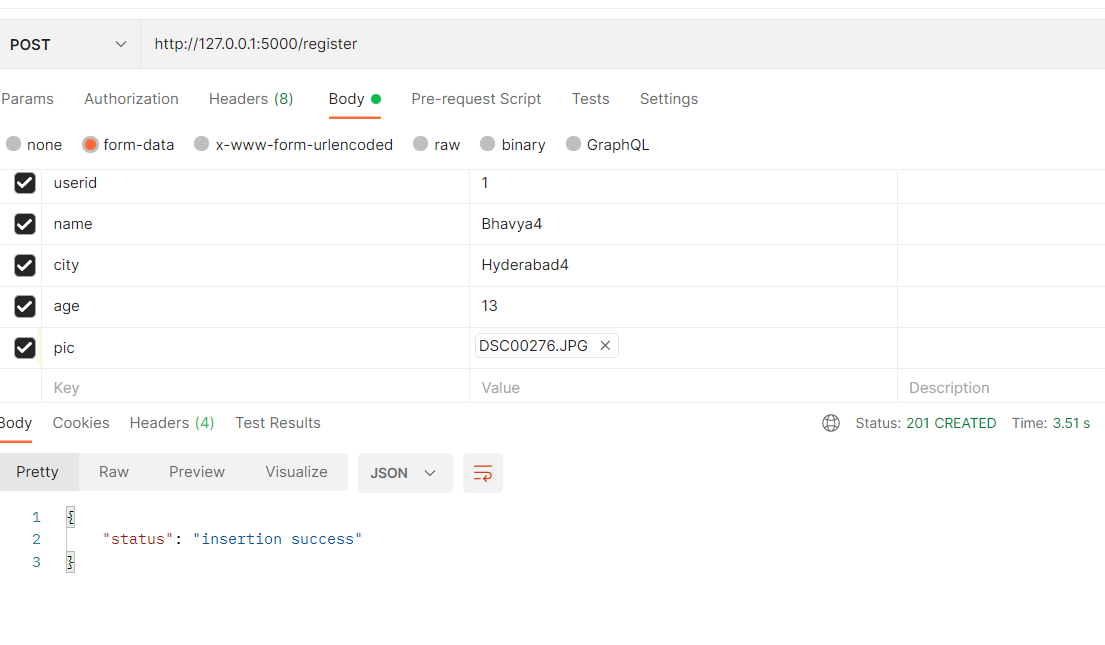 POST http://127.0.0.1:5000/register
Params Authorization Headers (8) Body Pre-request Script Tests Settings
none form-data x-www-form-urlencoded raw binary GraphQL
userid 1
name Bhavya4
city Hyderabad4
age 13
pic DSC00276.JPG
Key Value Description
Body Cookies Headers (4) Test Results Status: 201 CREATED Time: 3.51 s
Pretty Raw Preview Visualize JSON
1 {
2 "status": "insertion success"
3 }